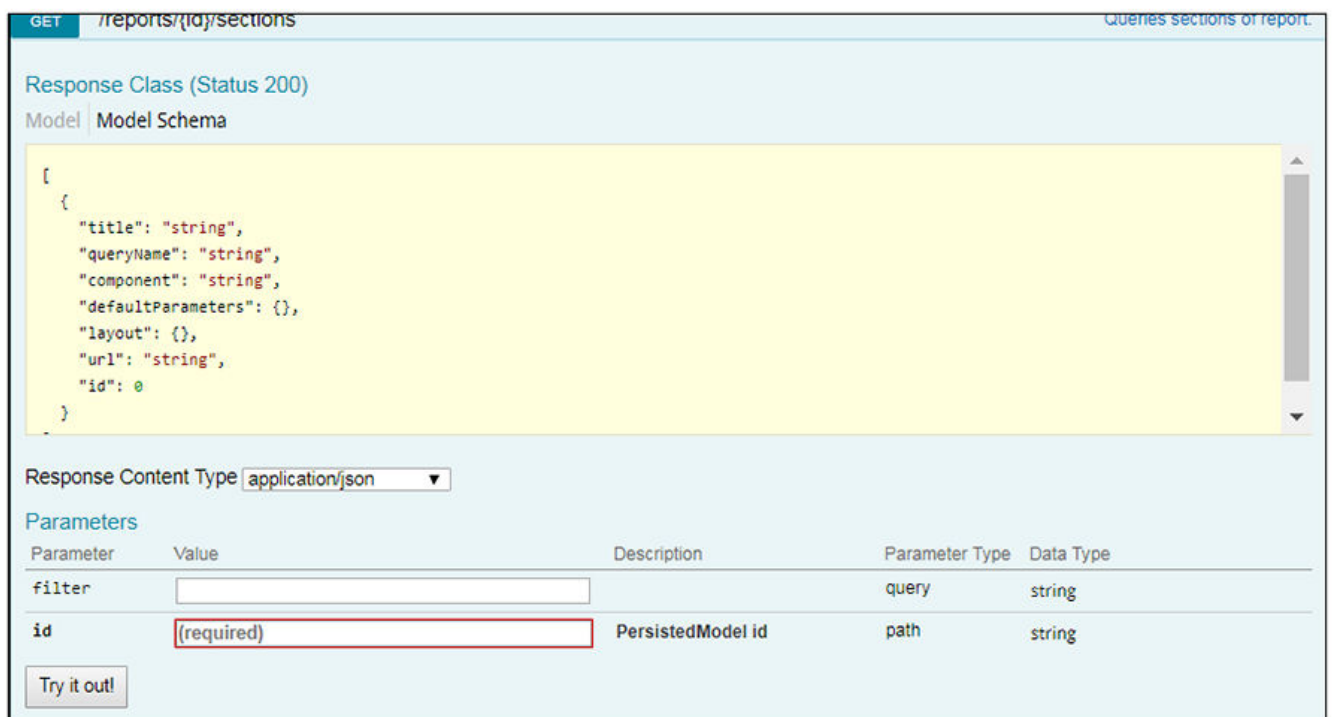 GET /reports/{id}/sections Queries sections of report.
Response Class (Status 200)
Model Model Schema
[
{
"title": "string",
"queryName": "string",
"component": "string",
"defaultParameters": {},
"layout": {},
"url": "string",
"id": 0
}
Response Content Type application/json
Parameters
Parameter Value Description Parameter Type Data Type
filter query string
id (required) PersistedModel id path string
Try it out!